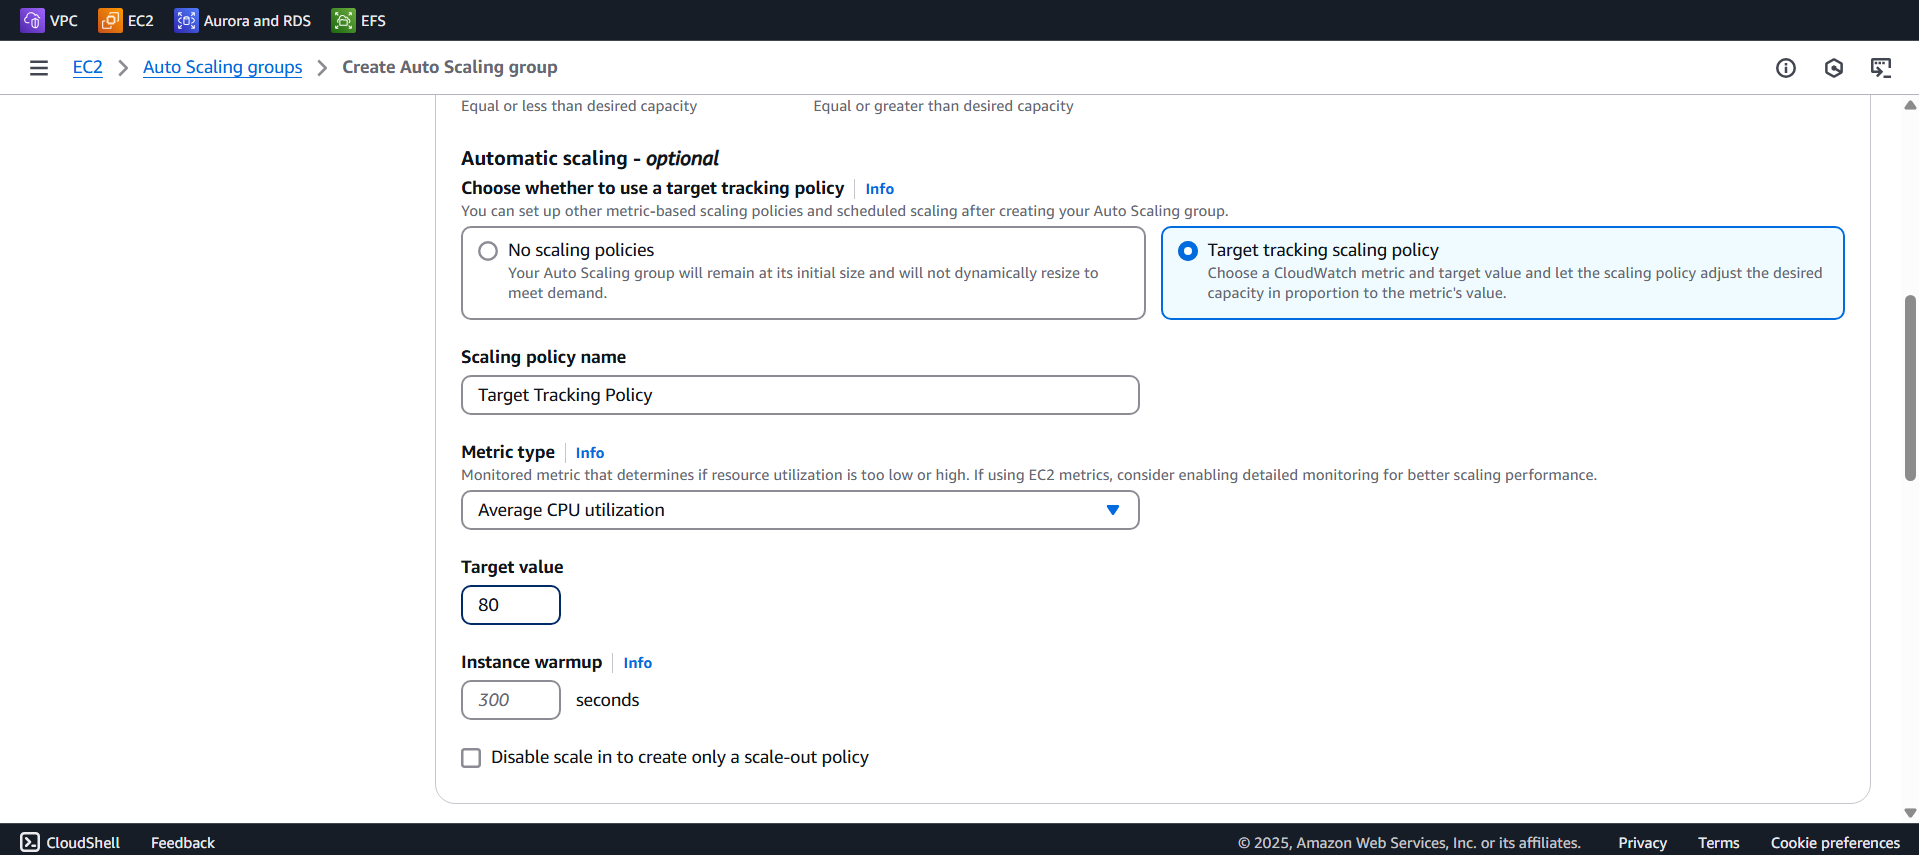 VPC EC2 Aurora and RDS EFS
EC2 Auto Scaling groups Create Auto Scaling group
Equal or less than desired capacity Equal or greater than desired capacity
Automatic scaling - optional
Choose whether to use a target tracking policy Info
You can set up other metric-based scaling policies and scheduled scaling after creating your Auto Scaling group.
No scaling policies
Your Auto Scaling group will remain at its initial size and will not dynamically resize to
meet demand.
Target tracking scaling policy
Choose a CloudWatch metric and target value and let the scaling policy adjust the desired
capacity in proportion to the metric's value.
Scaling policy name
Target Tracking Policy
Metric type Info
Monitored metric that determines if resource utilization is too low or high. If using EC2 metrics, consider enabling detailed monitoring for better scaling performance.
Average CPU utilization
Target value
80
Instance warmup Info
300 seconds
Disable scale in to create only a scale-out policy
CloudShell Feedback © 2025, Amazon Web Services, Inc. or its affiliates. Privacy Terms Cookie preferences